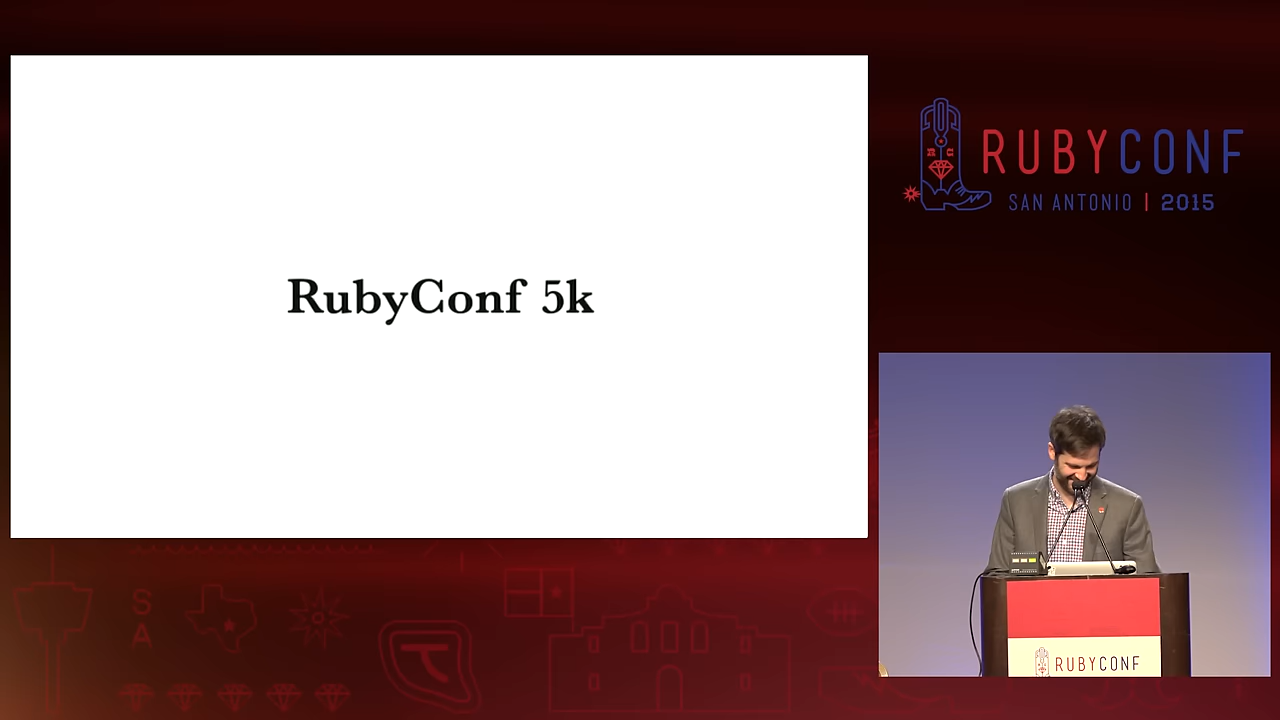 RubyConf 5k
RUBYCONF
SAN ANTONIO | 2015
S
A
RUBYCONF